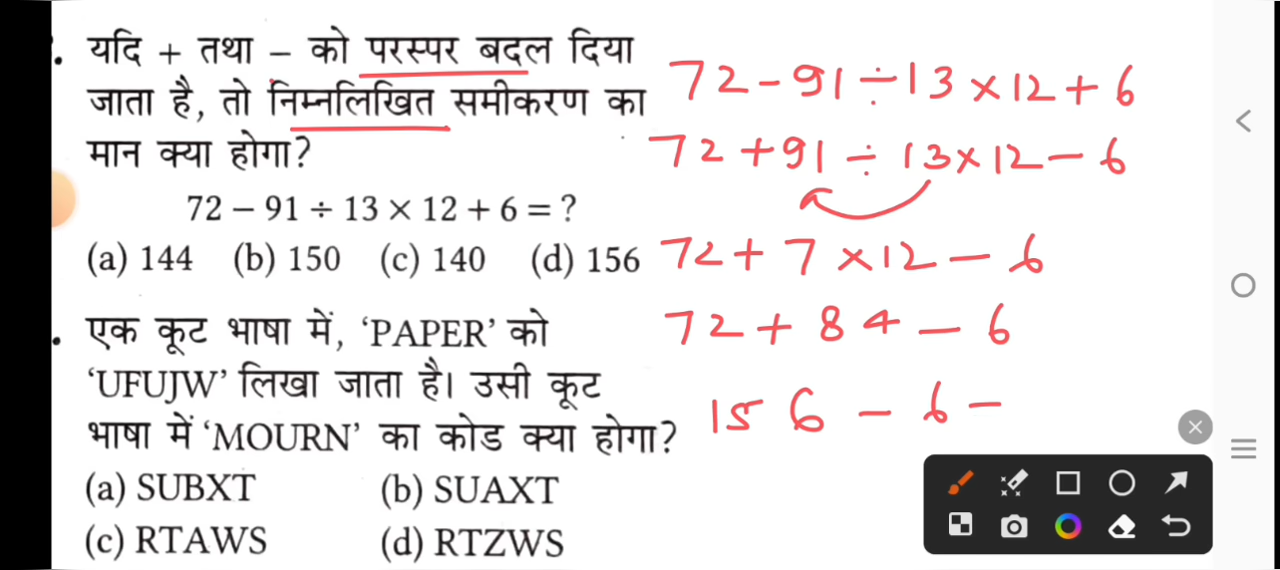 . यदि + तथा – को परस्पर बदल दिया
जाता है, तो निम्नलिखित समीकरण का
मान क्या होगा?
72 – 91 ÷ 13 × 12 + 6 = ?
(a) 144 (b) 150 (c) 140 (d) 156
. एक कूट भाषा में, ‘PAPER’ को
‘UFUJW’ लिखा जाता है। उसी कूट
भाषा में ‘MOURN’ का कोड क्या होगा?
(a) SUBXT (b) SUAXT
(c) RTAWS (d) RTZWS
72 - 91 ÷ 13 × 12 + 6
72 + 91 ÷ 13 × 12 - 6
72 + 7 × 12 - 6
72 + 84 - 6
156 - 6 -